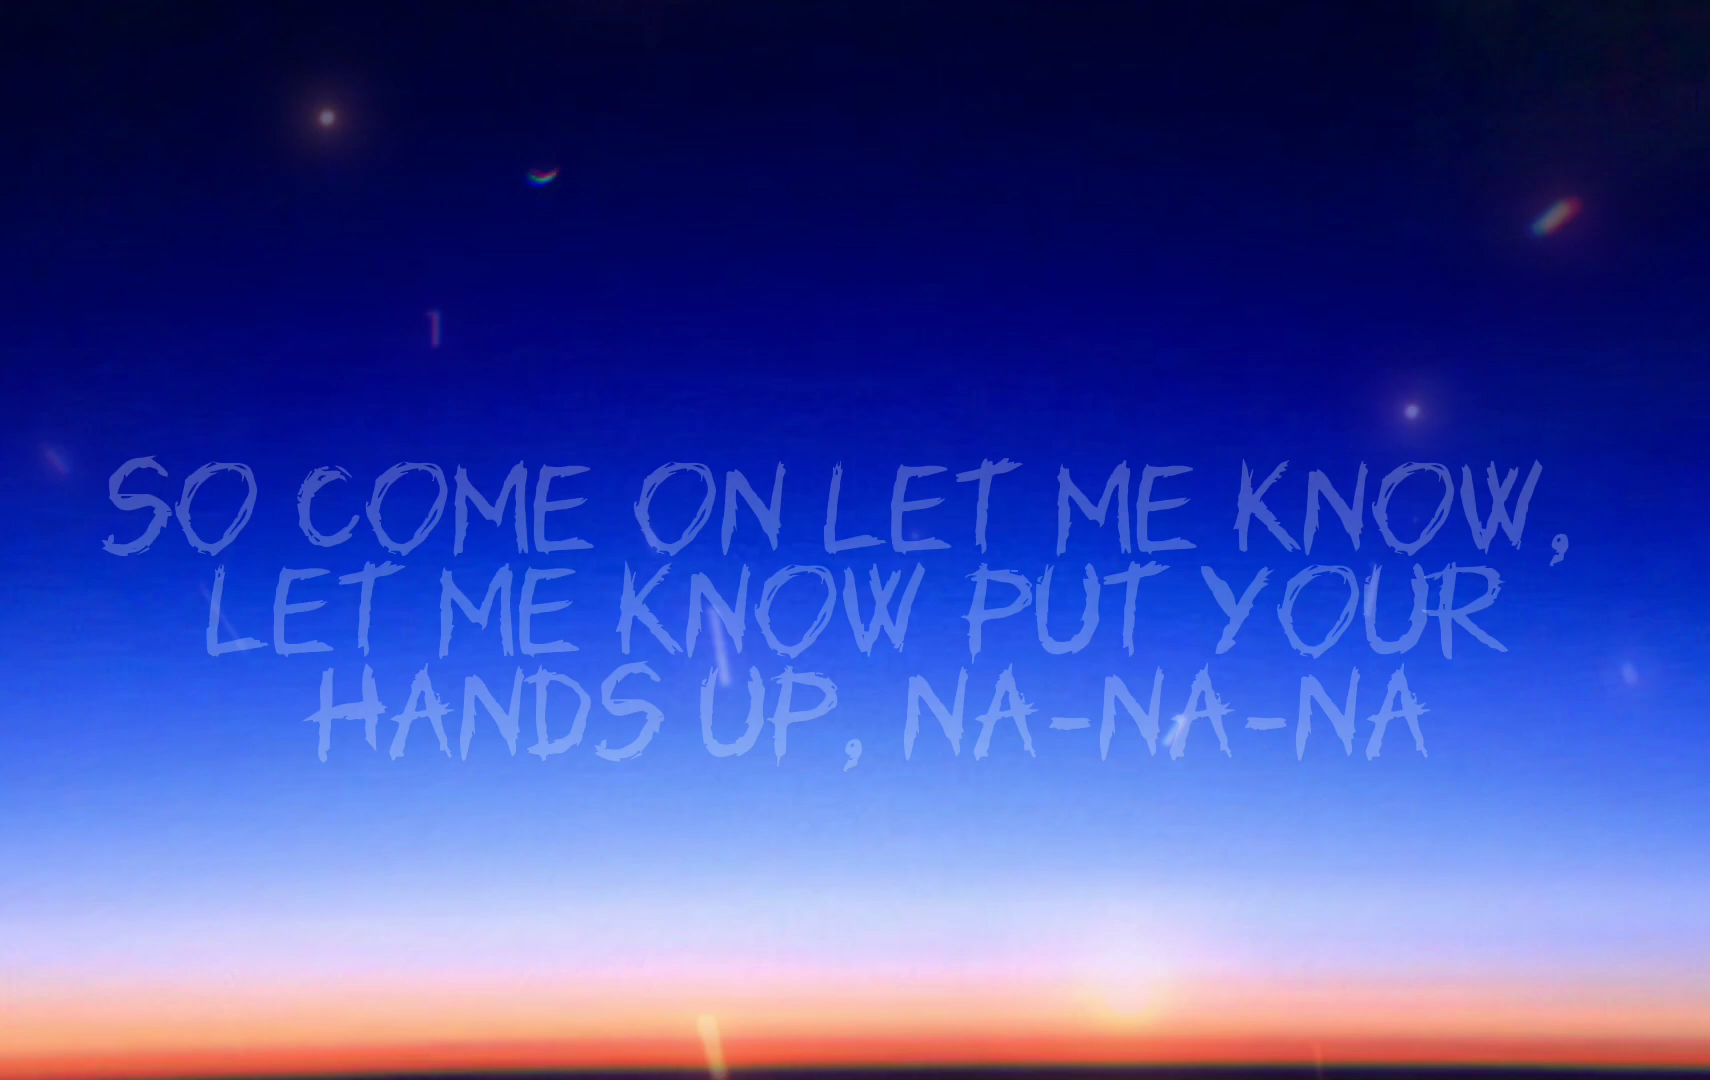 SO COME ON LET ME KNOW,
LET ME KNOW PUT YOUR
HANDS UP, NA-NA-NA